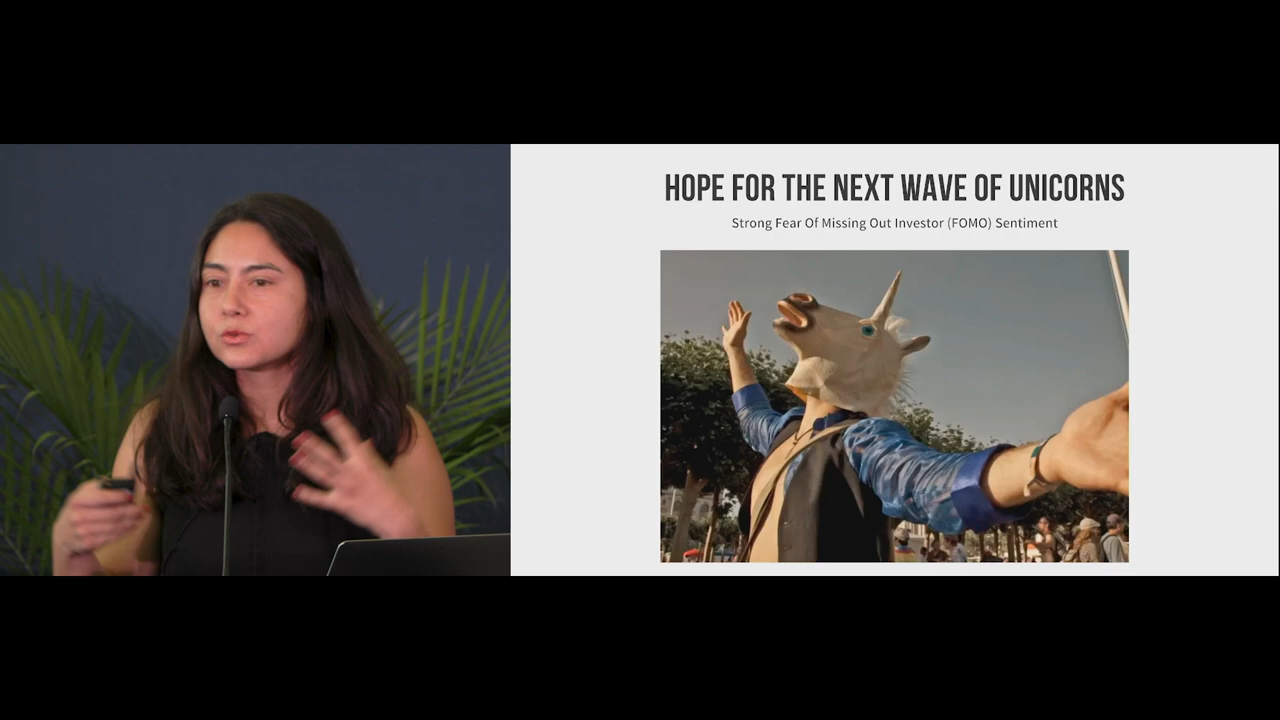 HOPE FOR THE NEXT WAVE OF UNICORNS
Strong Fear Of Missing Out Investor (FOMO) Sentiment